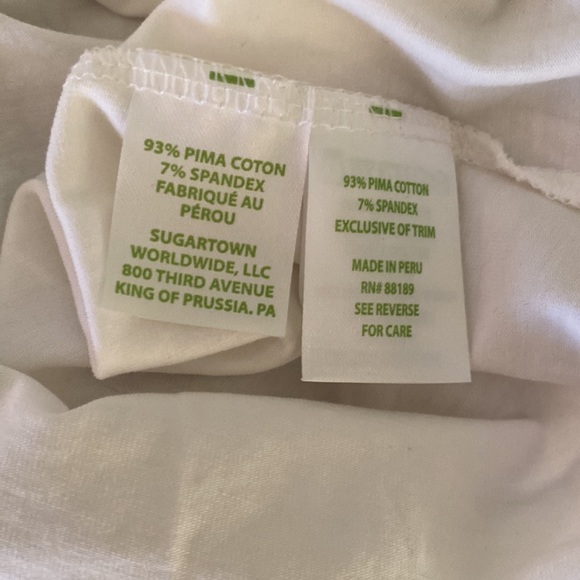 93% PIMA COTON
7% SPANDEX
FABRIQUÉ AU
PÉROU
SUGARTOWN
WORLDWIDE, LLC
800 THIRD AVENUE
KING OF PRUSSIA. PA
93% PIMA COTTON
7% SPANDEX
EXCLUSIVE OF TRIM
MADE IN PERU
RN# 88189
SEE REVERSE
FOR CARE